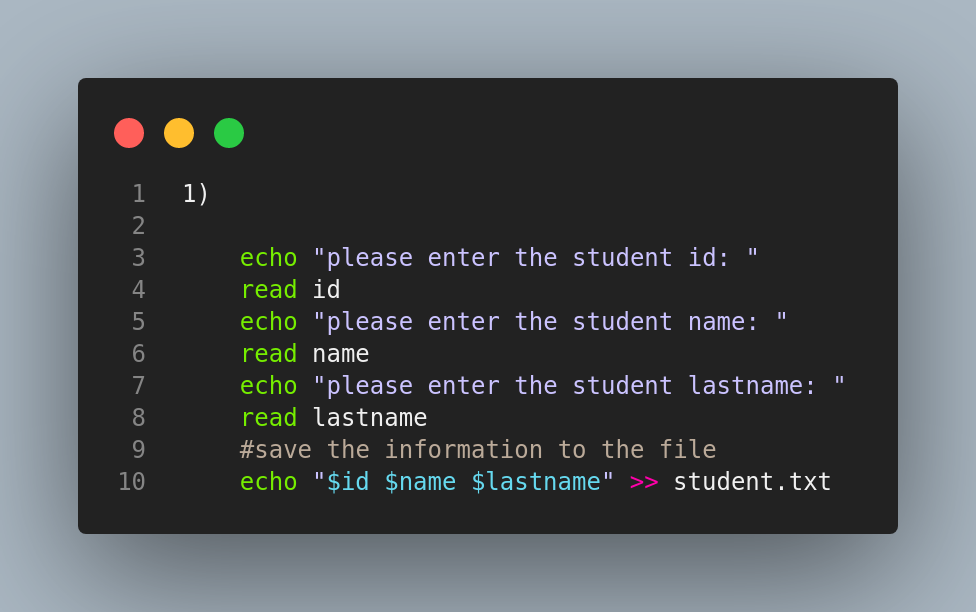 1 1)
2
3 echo "please enter the student id: "
4 read id
5 echo "please enter the student name: "
6 read name
7 echo "please enter the student lastname: "
8 read lastname
9 #save the information to the file
10 echo "$id $name $lastname" >> student.txt